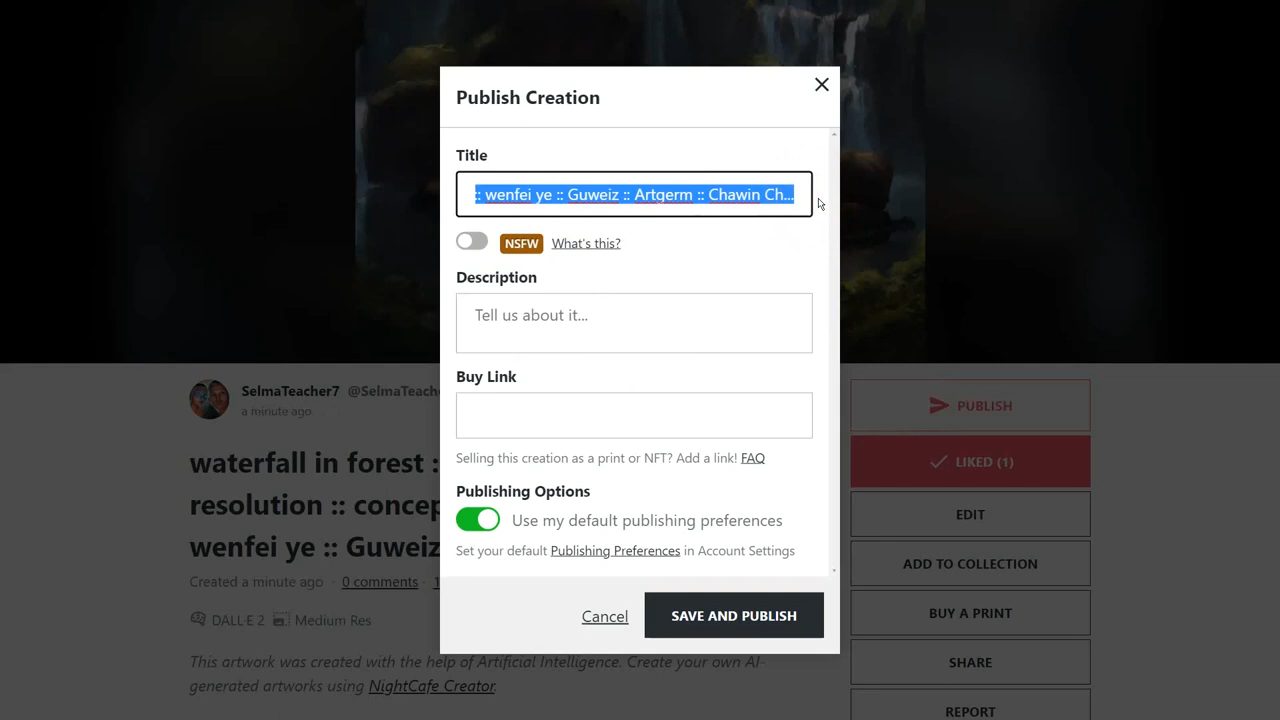 Publish Creation
Title
:: wenfei ye :: Guweiz :: Artgerm :: Chawin Ch...
NSFW What's this?
Description
Tell us about it...
Buy Link
Selling this creation as a print or NFT? Add a link! FAQ
Publishing Options
Use my default publishing preferences
Set your default Publishing Preferences in Account Settings
Cancel SAVE AND PUBLISH
SelmaTeacher7 @SelmaTeach
a minute ago
waterfall in forest :
resolution :: concep
wenfei ye :: Guweiz
Created a minute ago · 0 comments ·
DALL·E 2 Medium Res
This artwork was created with the help of Artificial Intelligence. Create your own AI-
generated artworks using NightCafe Creator.
PUBLISH
LIKED (1)
EDIT
ADD TO COLLECTION
BUY A PRINT
SHARE
REPORT